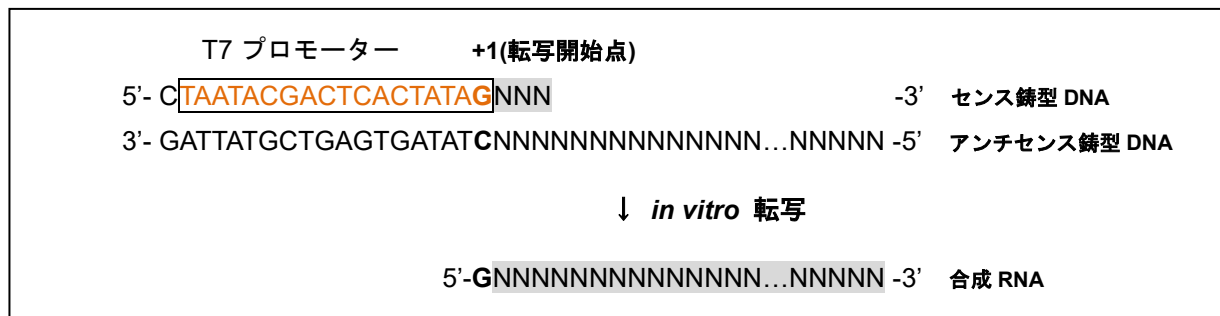 T7 プロモーター +1(転写開始点)
5’- CTAATACGACTCACTATAGNNN -3’ センス鋳型 DNA
3’- GATTATGCTGAGTGATATCNNNNNNNNNNNNNN…NNNNN -5’ アンチセンス鋳型 DNA
↓ in vitro 転写
5’-GNNNNNNNNNNNNNN…NNNNN -3’ 合成 RNA